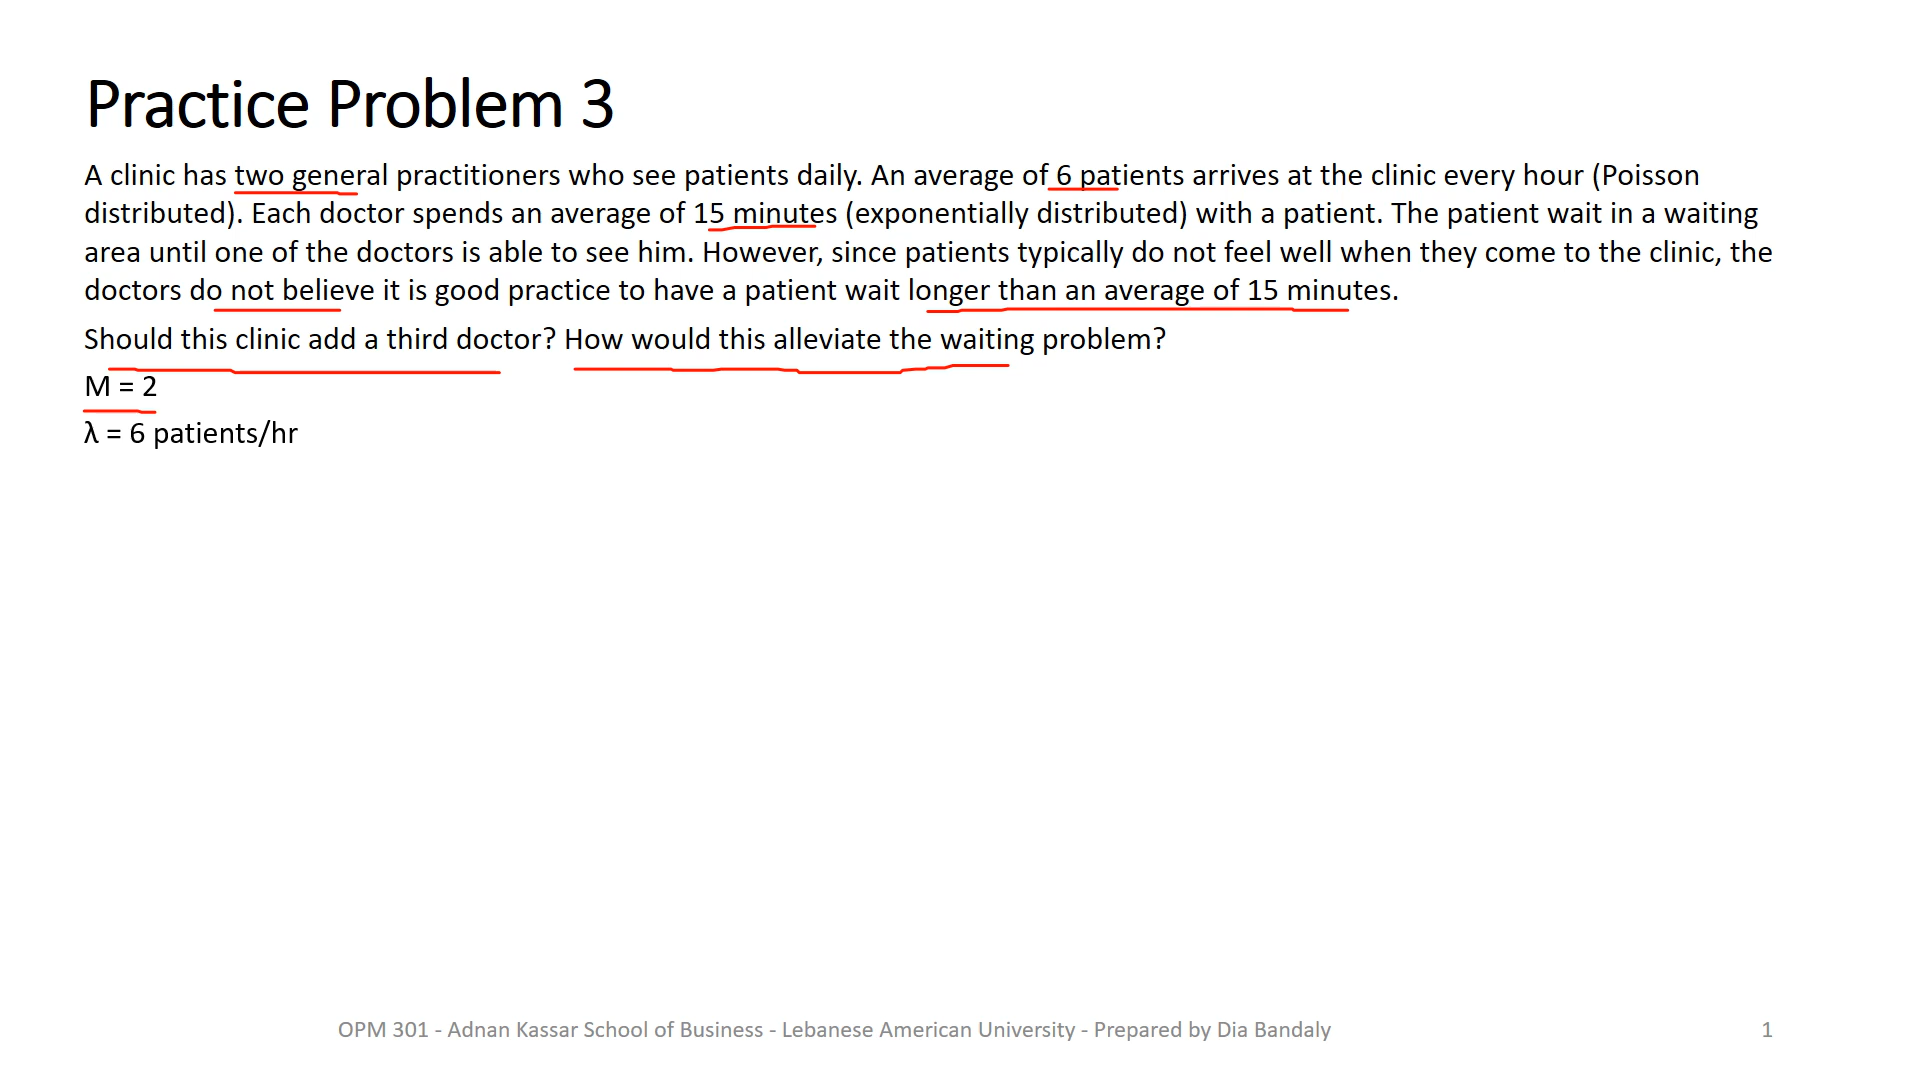 Practice Problem 3
A clinic has two general practitioners who see patients daily. An average of 6 patients arrives at the clinic every hour (Poisson
distributed). Each doctor spends an average of 15 minutes (exponentially distributed) with a patient. The patient wait in a waiting
area until one of the doctors is able to see him. However, since patients typically do not feel well when they come to the clinic, the
doctors do not believe it is good practice to have a patient wait longer than an average of 15 minutes.
Should this clinic add a third doctor? How would this alleviate the waiting problem?
M = 2
λ = 6 patients/hr
OPM 301 - Adnan Kassar School of Business - Lebanese American University - Prepared by Dia Bandaly
1